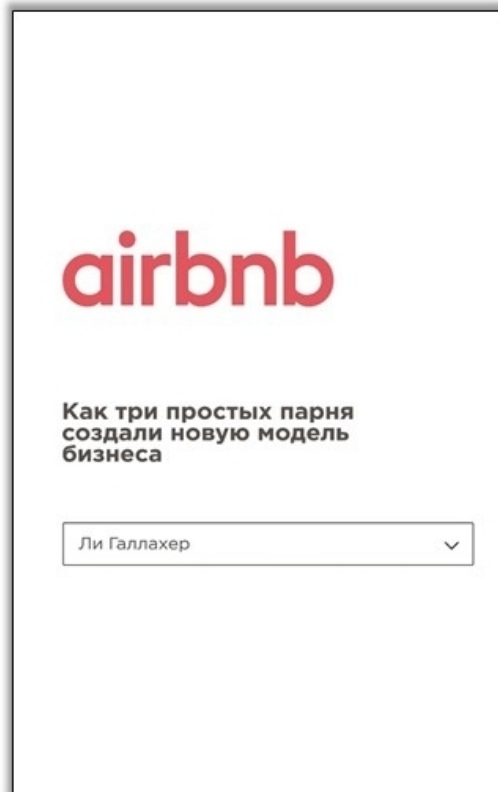 airbnb
Как три простых парня
создали новую модель
бизнеса
Ли Галлахер